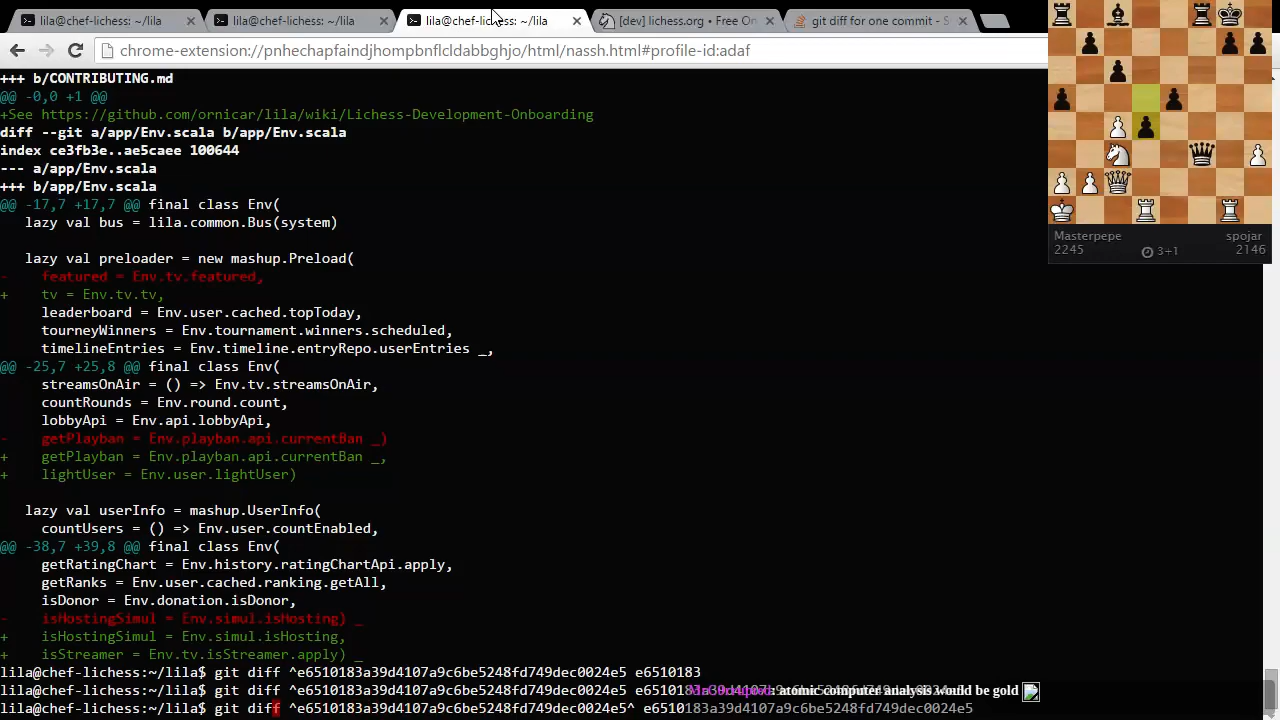 lila@chef-lichess: ~/lila
lila@chef-lichess: ~/lila
lila@chef-lichess: ~/lila
[dev] lichess.org • Free On
git diff for one commit - S
chrome-extension://pnhechapfaindjhompbnflcldabbghjo/html/nassh.html#profile-id:adaf
+++ b/CONTRIBUTING.md
@@ -0,0 +1 @@
+See https://github.com/ornicar/lila/wiki/Lichess-Development-Onboarding
diff --git a/app/Env.scala b/app/Env.scala
index ce3fb3e..ae5caee 100644
--- a/app/Env.scala
+++ b/app/Env.scala
@@ -17,7 +17,7 @@ final class Env(
lazy val bus = lila.common.Bus(system)
lazy val preloader = new mashup.Preload(
- featured = Env.tv.featured,
+ tv = Env.tv.tv,
leaderboard = Env.user.cached.topToday,
tourneyWinners = Env.tournament.winners.scheduled,
timelineEntries = Env.timeline.entryRepo.userEntries _,
@@ -25,7 +25,8 @@ final class Env(
streamsOnAir = () => Env.tv.streamsOnAir,
countRounds = Env.round.count,
lobbyApi = Env.api.lobbyApi,
- getPlayban = Env.playban.api.currentBan _)
+ getPlayban = Env.playban.api.currentBan _,
+ lightUser = Env.user.lightUser)
lazy val userInfo = mashup.UserInfo(
countUsers = () => Env.user.countEnabled,
@@ -38,7 +39,8 @@ final class Env(
getRatingChart = Env.history.ratingChartApi.apply,
getRanks = Env.user.cached.ranking.getAll,
isDonor = Env.donation.isDonor,
- isHostingSimul = Env.simul.isHosting) _
+ isHostingSimul = Env.simul.isHosting,
+ isStreamer = Env.tv.isStreamer.apply) _
lila@chef-lichess:~/lila$ git diff ^e6510183a39d4107a9c6be5248fd749dec0024e5 e6510183
lila@chef-lichess:~/lila$ git diff ^e6510183a39d4107a9c6be5248fd749dec0024e5 e6510183a39d4107a9c6be5248fd749dec0024e5
: atomic computer analysis would be gold
lila@chef-lichess:~/lila$ git diff ^e6510183a39d4107a9c6be5248fd749dec0024e5^ e6510183a39d4107a9c6be5248fd749dec0024e5
Masterpepe spojar
2245 3+1 2146